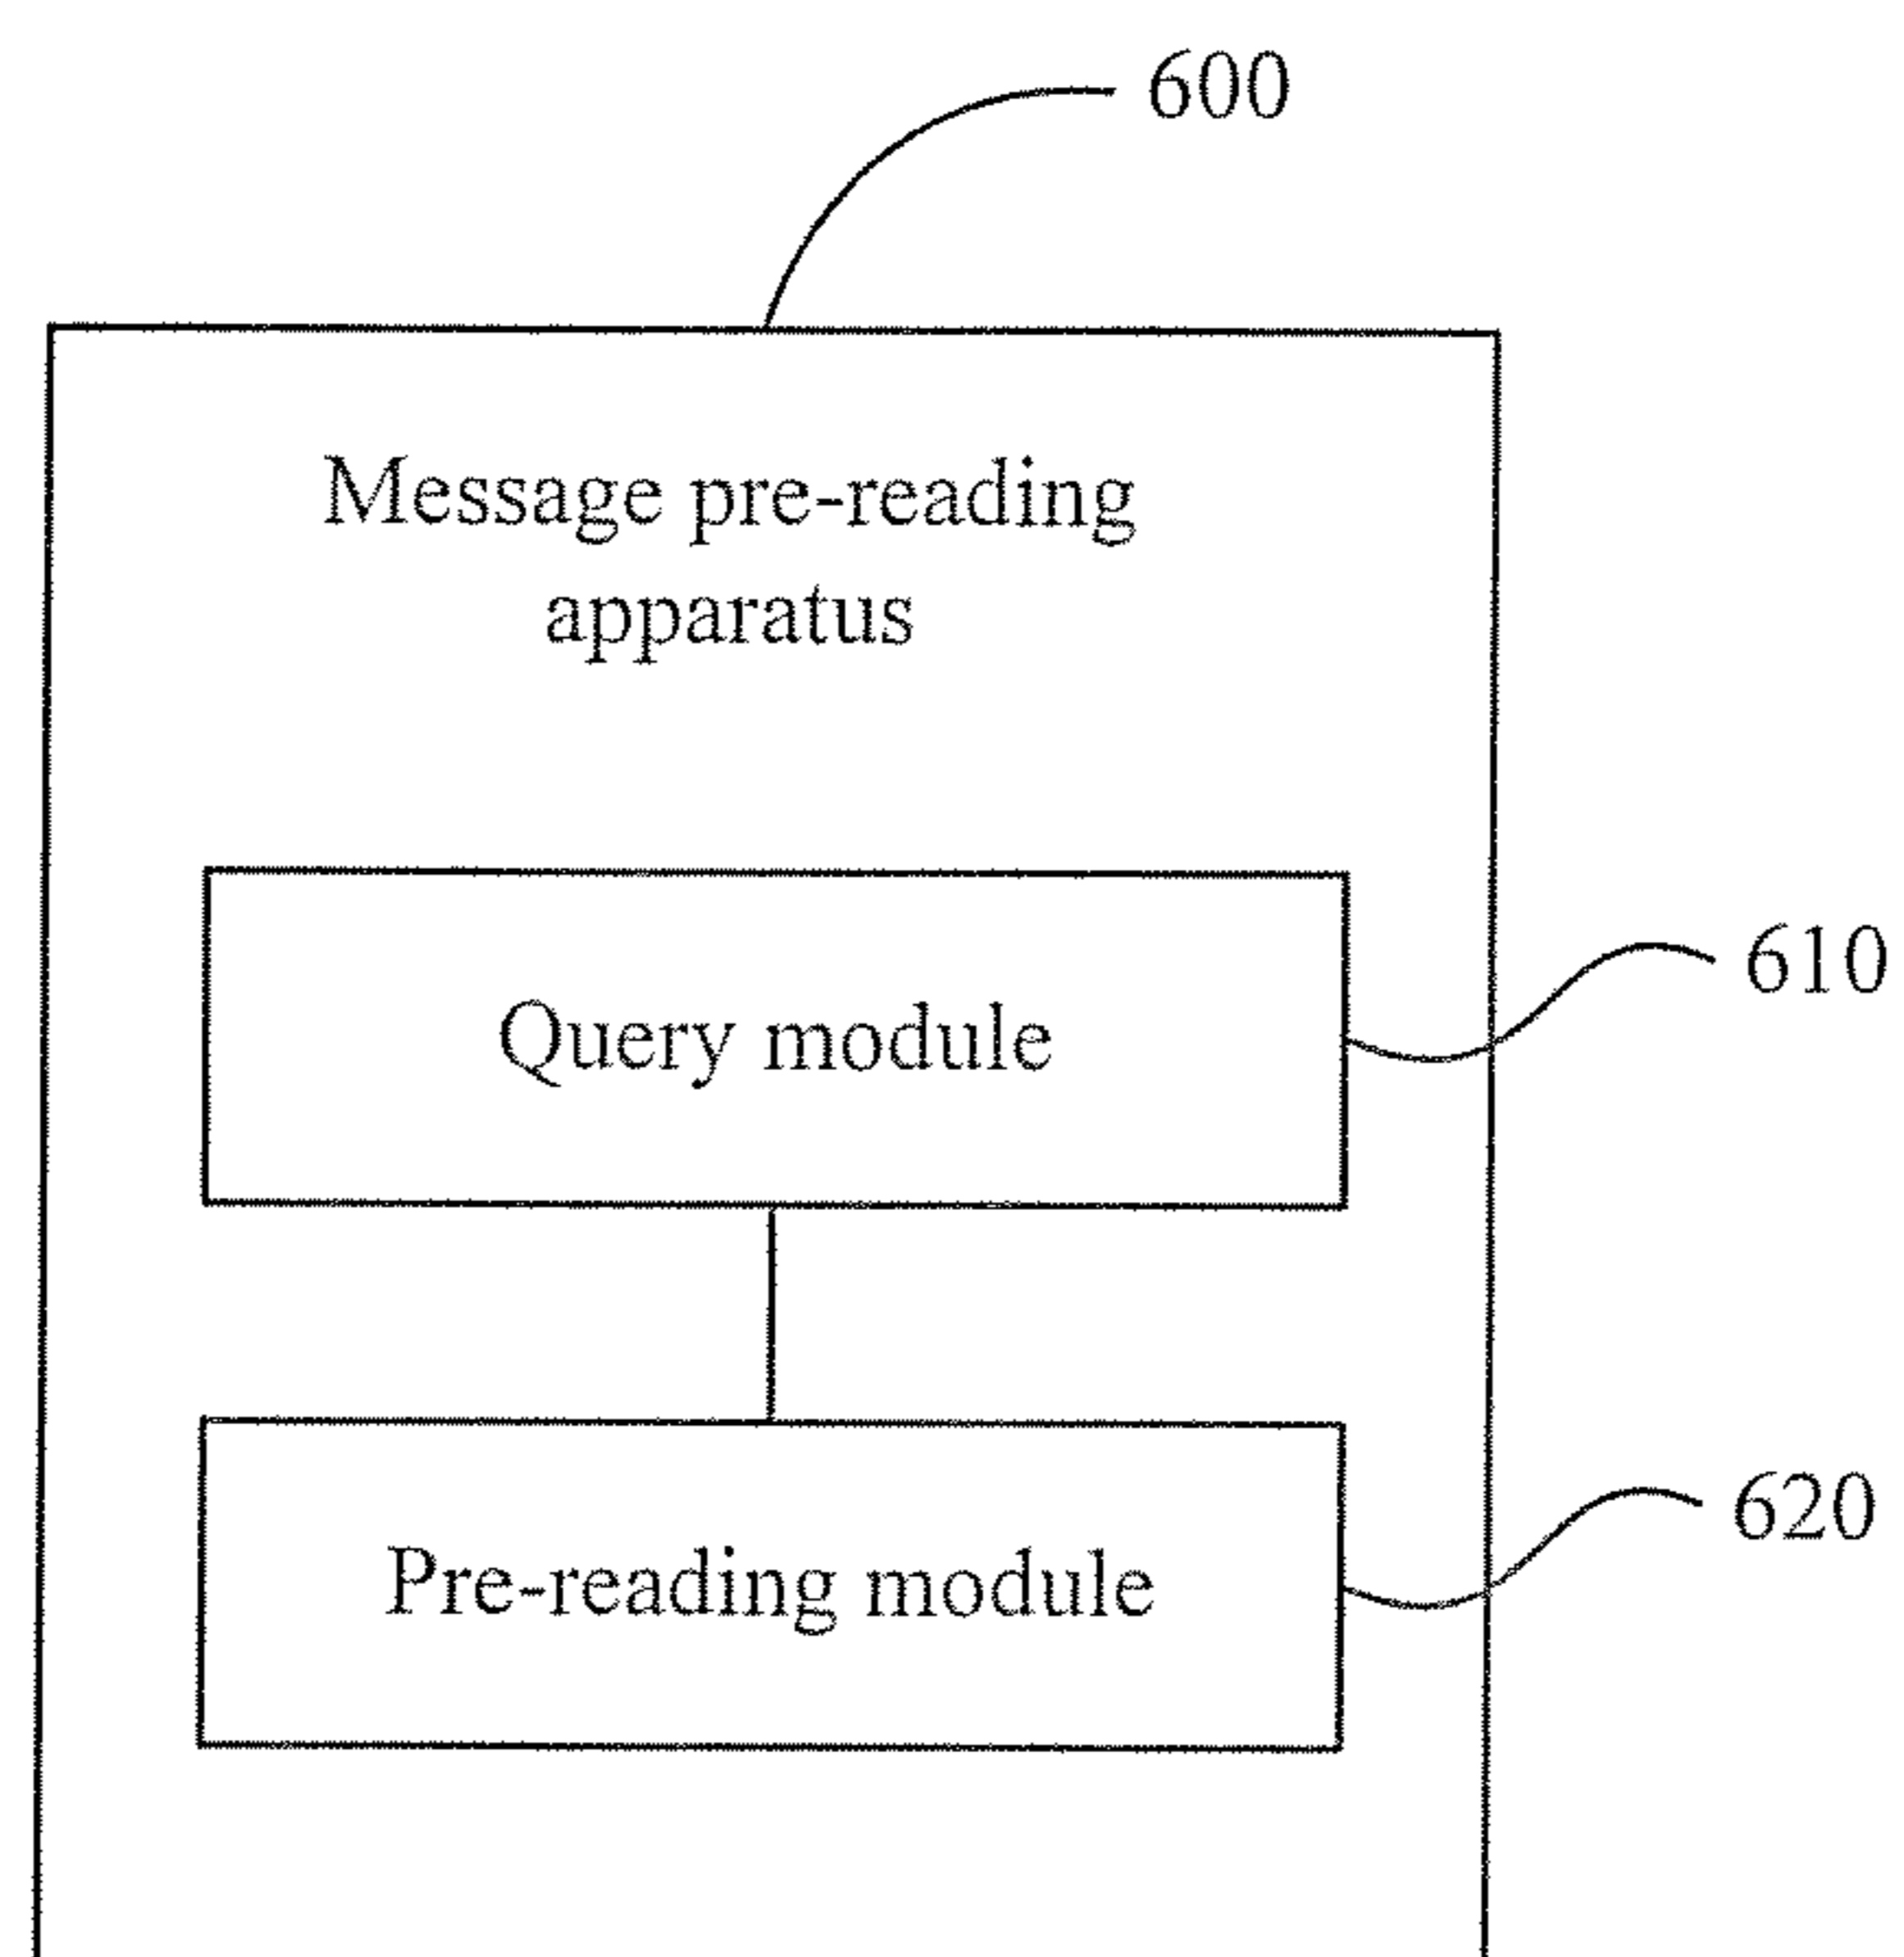 600
Message pre-reading
apparatus
610
Query module
620
Pre-reading module